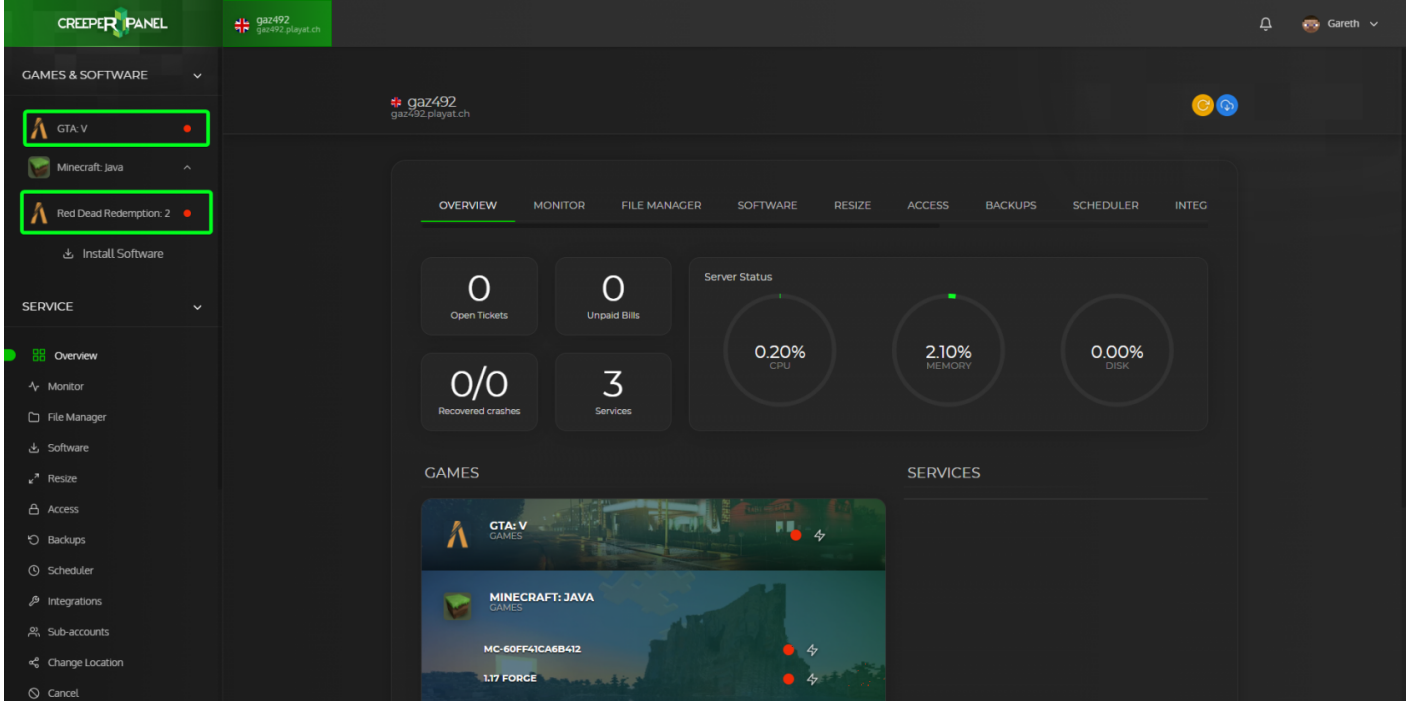 CREEPER PANEL
gaz492
gaz492.playat.ch
Gareth
GAMES & SOFTWARE
GTA: V
Minecraft: Java
Red Dead Redemption: 2
Install Software
SERVICE
Overview
Monitor
File Manager
Software
Resize
Access
Backups
Scheduler
Integrations
Sub-accounts
Change Location
Cancel
gaz492
gaz492.playat.ch
OVERVIEW MONITOR FILE MANAGER SOFTWARE RESIZE ACCESS BACKUPS SCHEDULER INTEG
0
Open Tickets
0
Unpaid Bills
0/0
Recovered crashes
3
Services
Server Status
0.20%
CPU
2.10%
MEMORY
0.00%
DISK
GAMES
GTA: V
GAMES
MINECRAFT: JAVA
GAMES
MC-60FF41CA6B412
1.17 FORGE
SERVICES